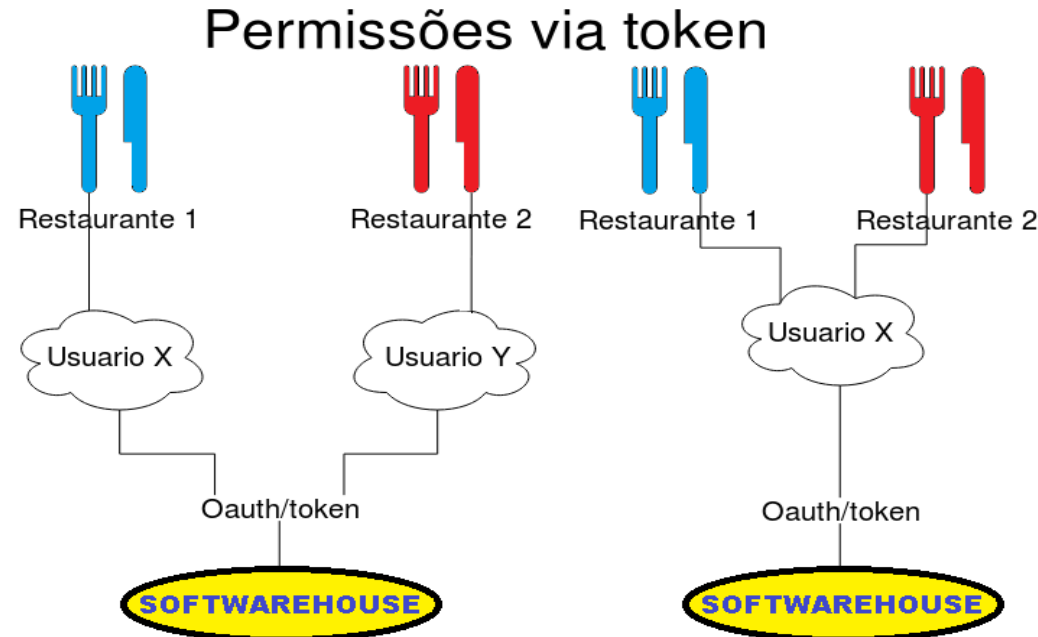 Permissões via token
Restaurante 1
Restaurante 2
Restaurante 1
Restaurante 2
Usuario X
Usuario Y
Usuario X
Oauth/token
Oauth/token
SOFTWAREHOUSE
SOFTWAREHOUSE